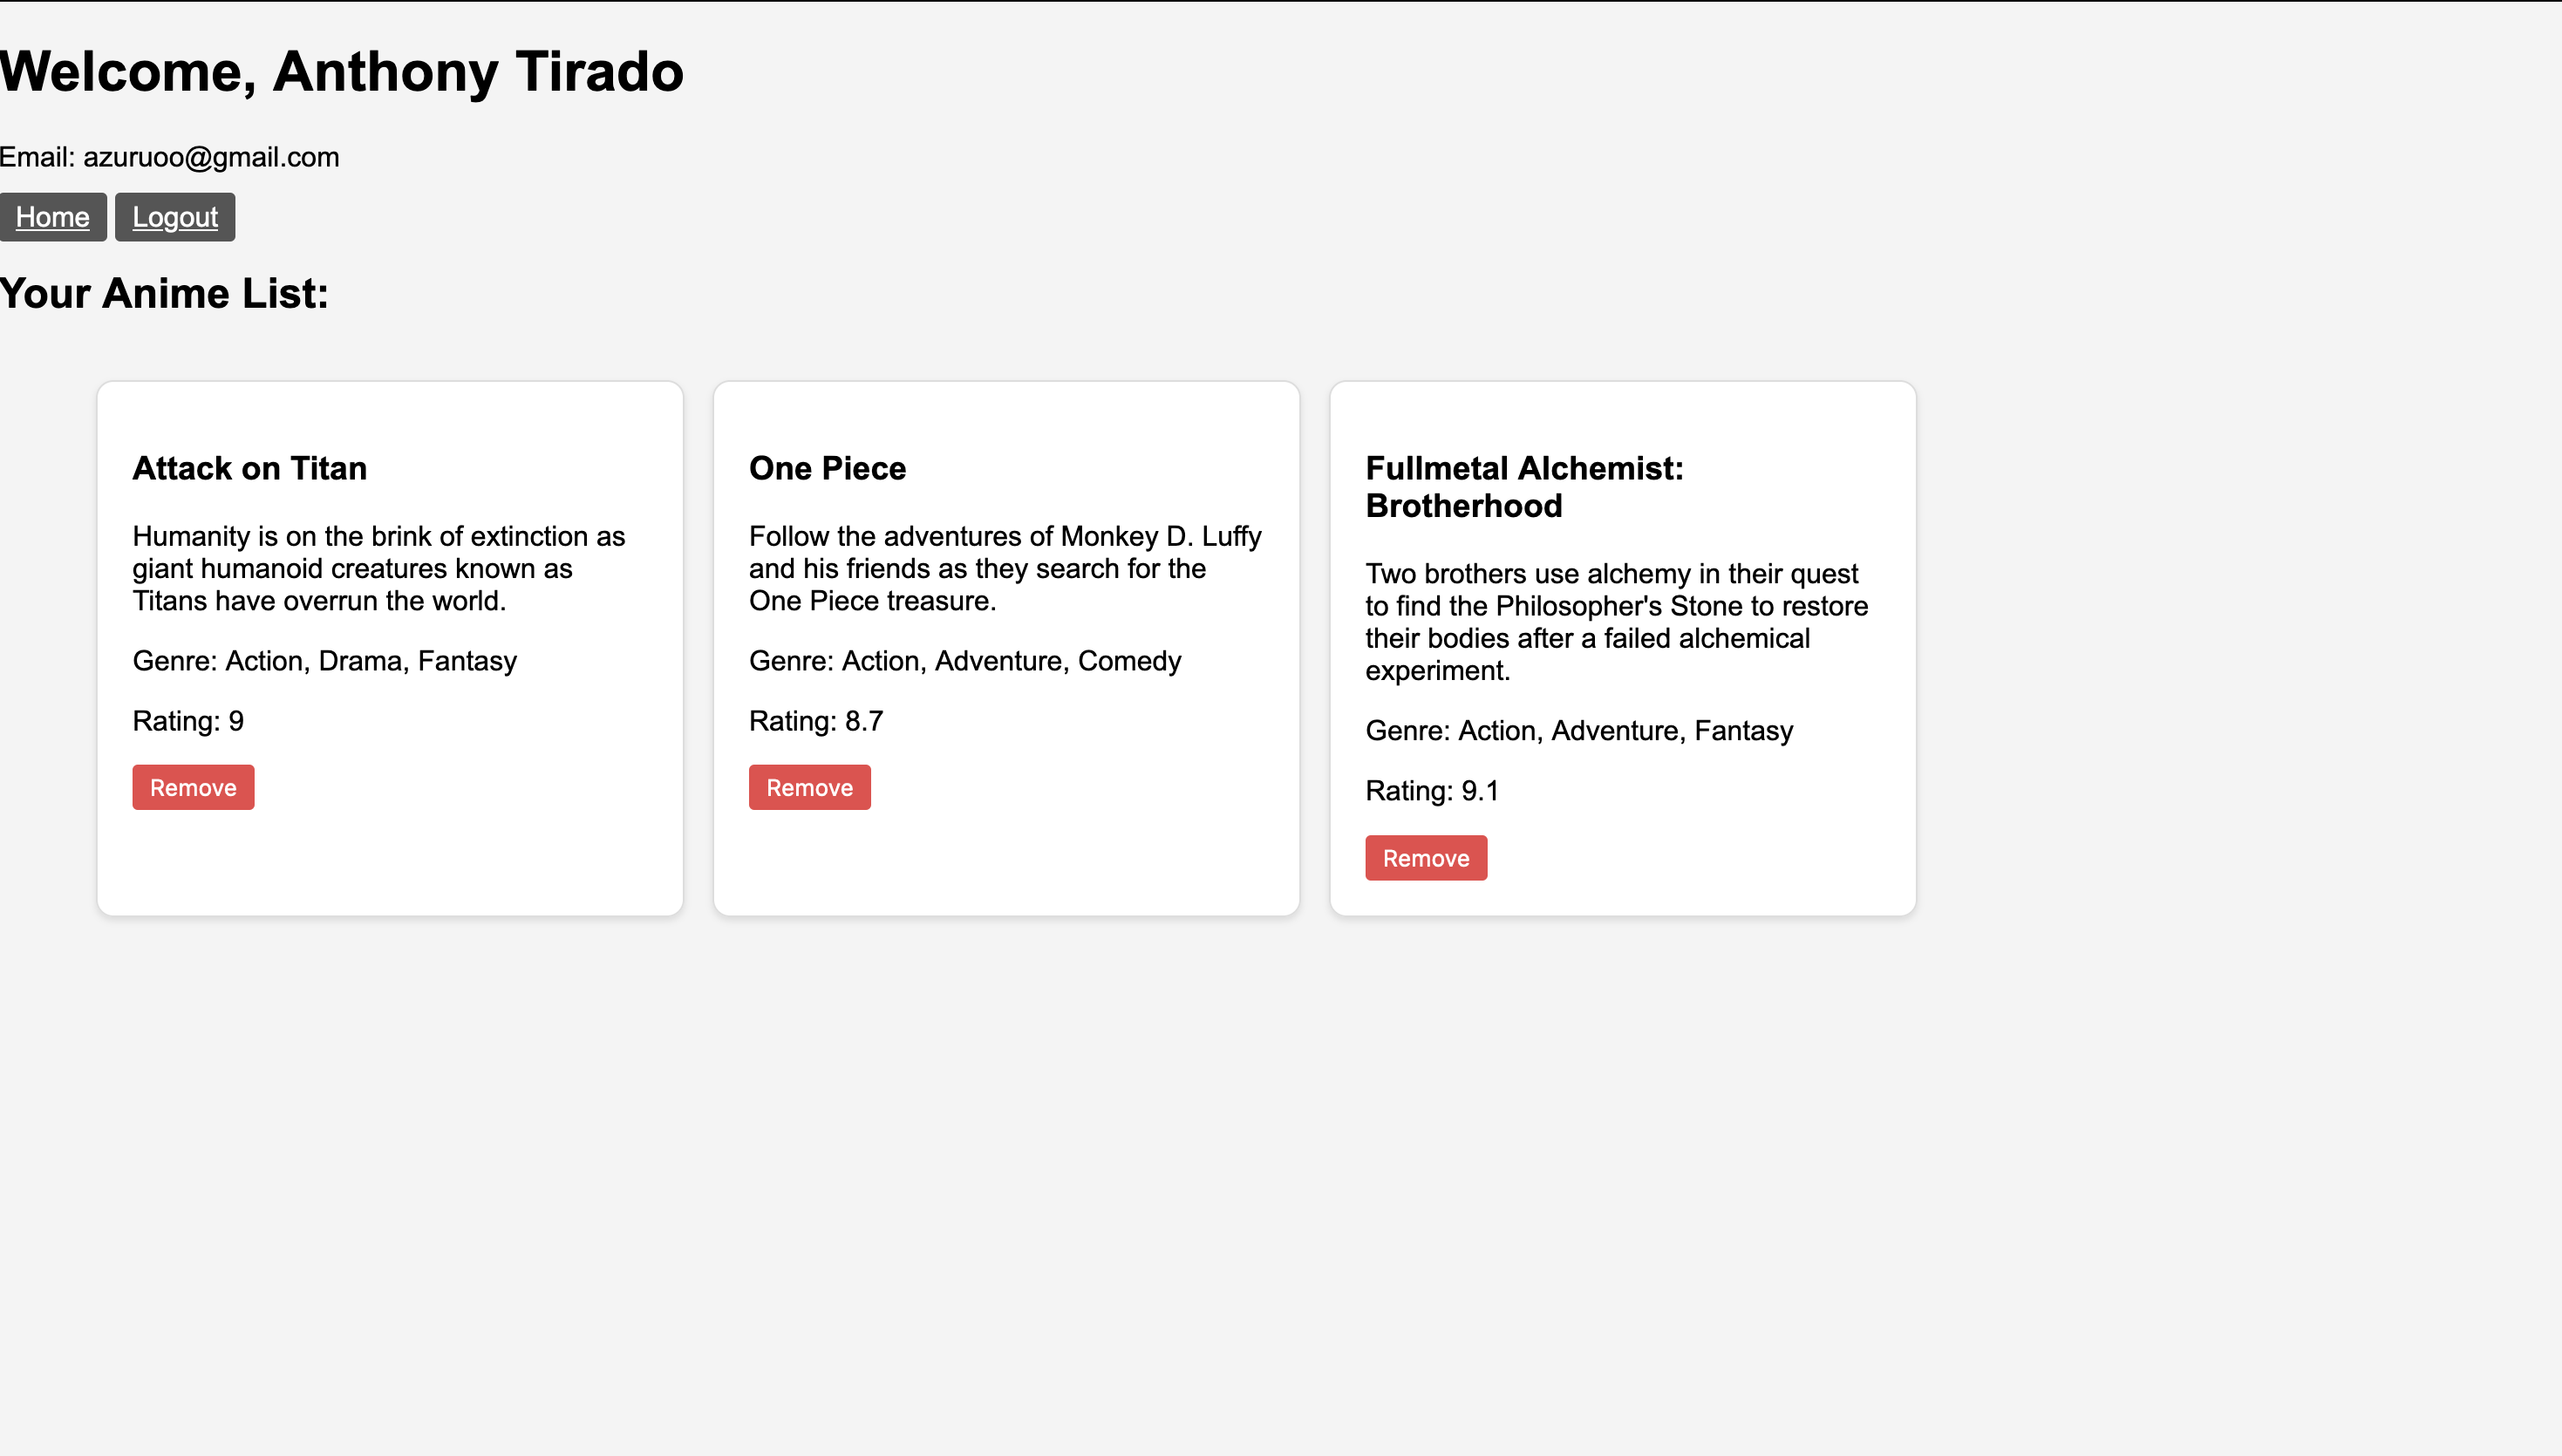 Welcome, Anthony Tirado
Email: azuruoo@gmail.com
Home Logout
Your Anime List:
Attack on Titan
Humanity is on the brink of extinction as
giant humanoid creatures known as
Titans have overrun the world.
Genre: Action, Drama, Fantasy
Rating: 9
Remove
One Piece
Follow the adventures of Monkey D. Luffy
and his friends as they search for the
One Piece treasure.
Genre: Action, Adventure, Comedy
Rating: 8.7
Remove
Fullmetal Alchemist:
Brotherhood
Two brothers use alchemy in their quest
to find the Philosopher's Stone to restore
their bodies after a failed alchemical
experiment.
Genre: Action, Adventure, Fantasy
Rating: 9.1
Remove